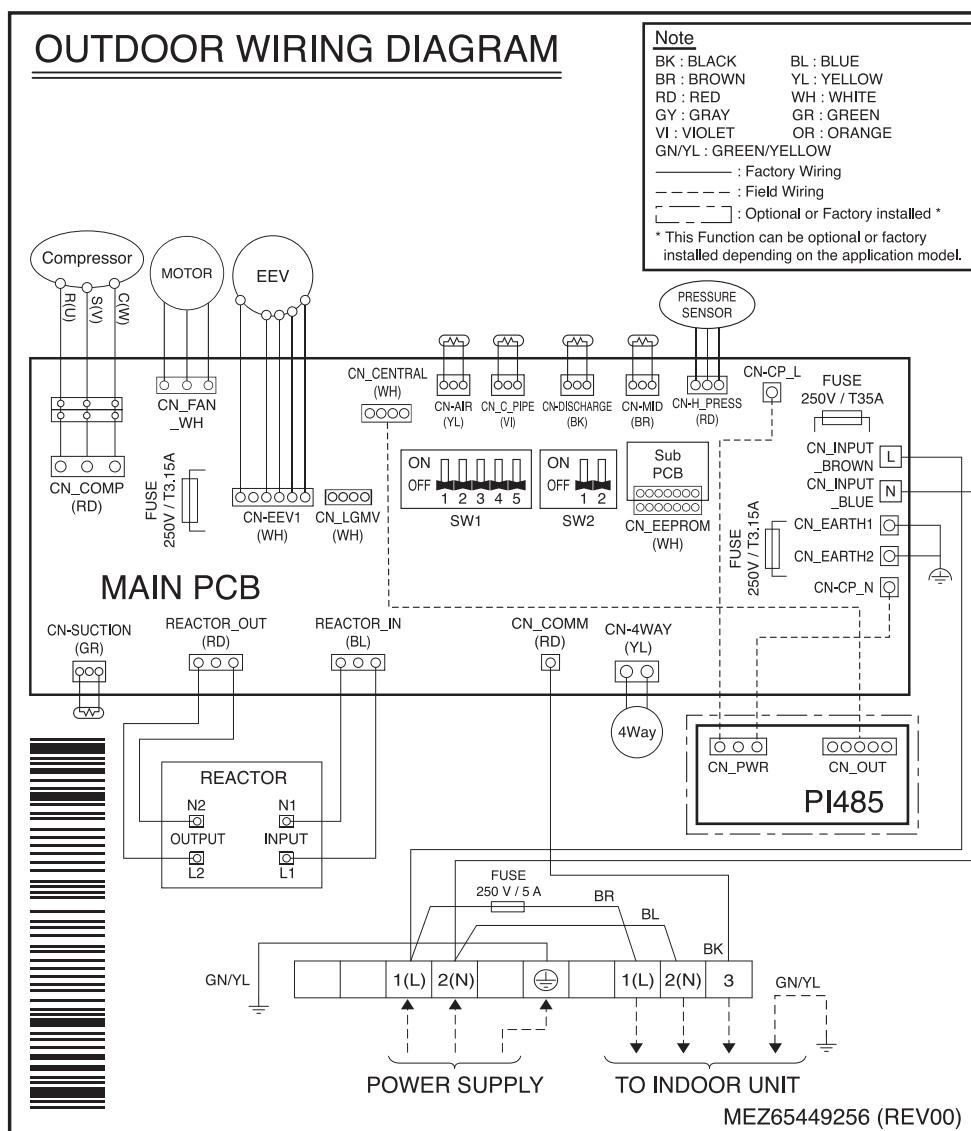 OUTDOOR WIRING DIAGRAM
Note
BK : BLACK BL : BLUE
BR : BROWN YL : YELLOW
RD : RED WH : WHITE
GY : GRAY GR : GREEN
VI : VIOLET OR : ORANGE
GN/YL : GREEN/YELLOW
: Factory Wiring
: Field Wiring
: Optional or Factory installed *
* This Function can be optional or factory
installed depending on the application model.
Compressor
R(U)
S(V)
C(W)
MOTOR
EEV
PRESSURE
SENSOR
CN_FAN
_WH
CN_CENTRAL
(WH)
CN-AIR
(YL)
CN_C_PIPE
(VI)
CN-DISCHARGE
(BK)
CN-MID
(BR)
CN-H_PRESS
(RD)
CN-CP_L
FUSE
250V / T35A
CN_COMP
(RD)
FUSE
250V / T3.15A
CN-EEV1
(WH)
CN_LGMV
(WH)
ON
OFF
1 2 3 4 5
SW1
ON
OFF
1 2
SW2
Sub
PCB
CN_EEPROM
(WH)
CN_INPUT
_BROWN
L
CN_INPUT
_BLUE
N
FUSE
250V / T3.15A
CN_EARTH1
CN_EARTH2
CN-CP_N
MAIN PCB
CN-SUCTION
(GR)
REACTOR_OUT
(RD)
REACTOR_IN
(BL)
CN_COMM
(RD)
CN-4WAY
(YL)
4Way
CN_PWR
CN_OUT
PI485
REACTOR
N2 N1
OUTPUT INPUT
L2 L1
FUSE
250 V / 5 A
BR
BL
BK
GN/YL
1(L) 2(N) 1(L) 2(N) 3
GN/YL
POWER SUPPLY
TO INDOOR UNIT
MEZ65449256 (REV00)